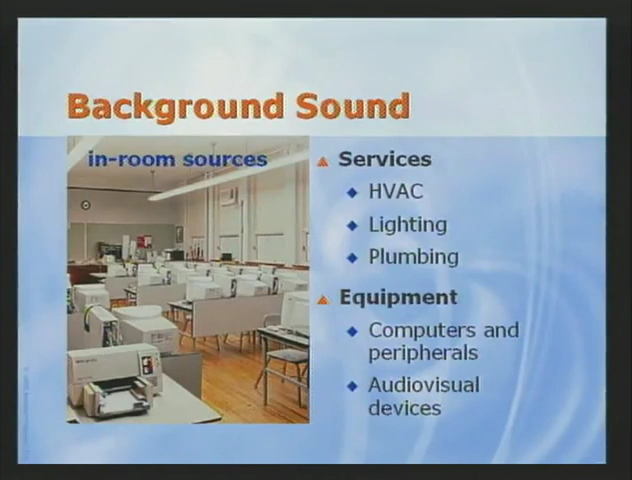 Background Sound
in-room sources
Services
HVAC
Lighting
Plumbing
Equipment
Computers and
peripherals
Audiovisual
devices